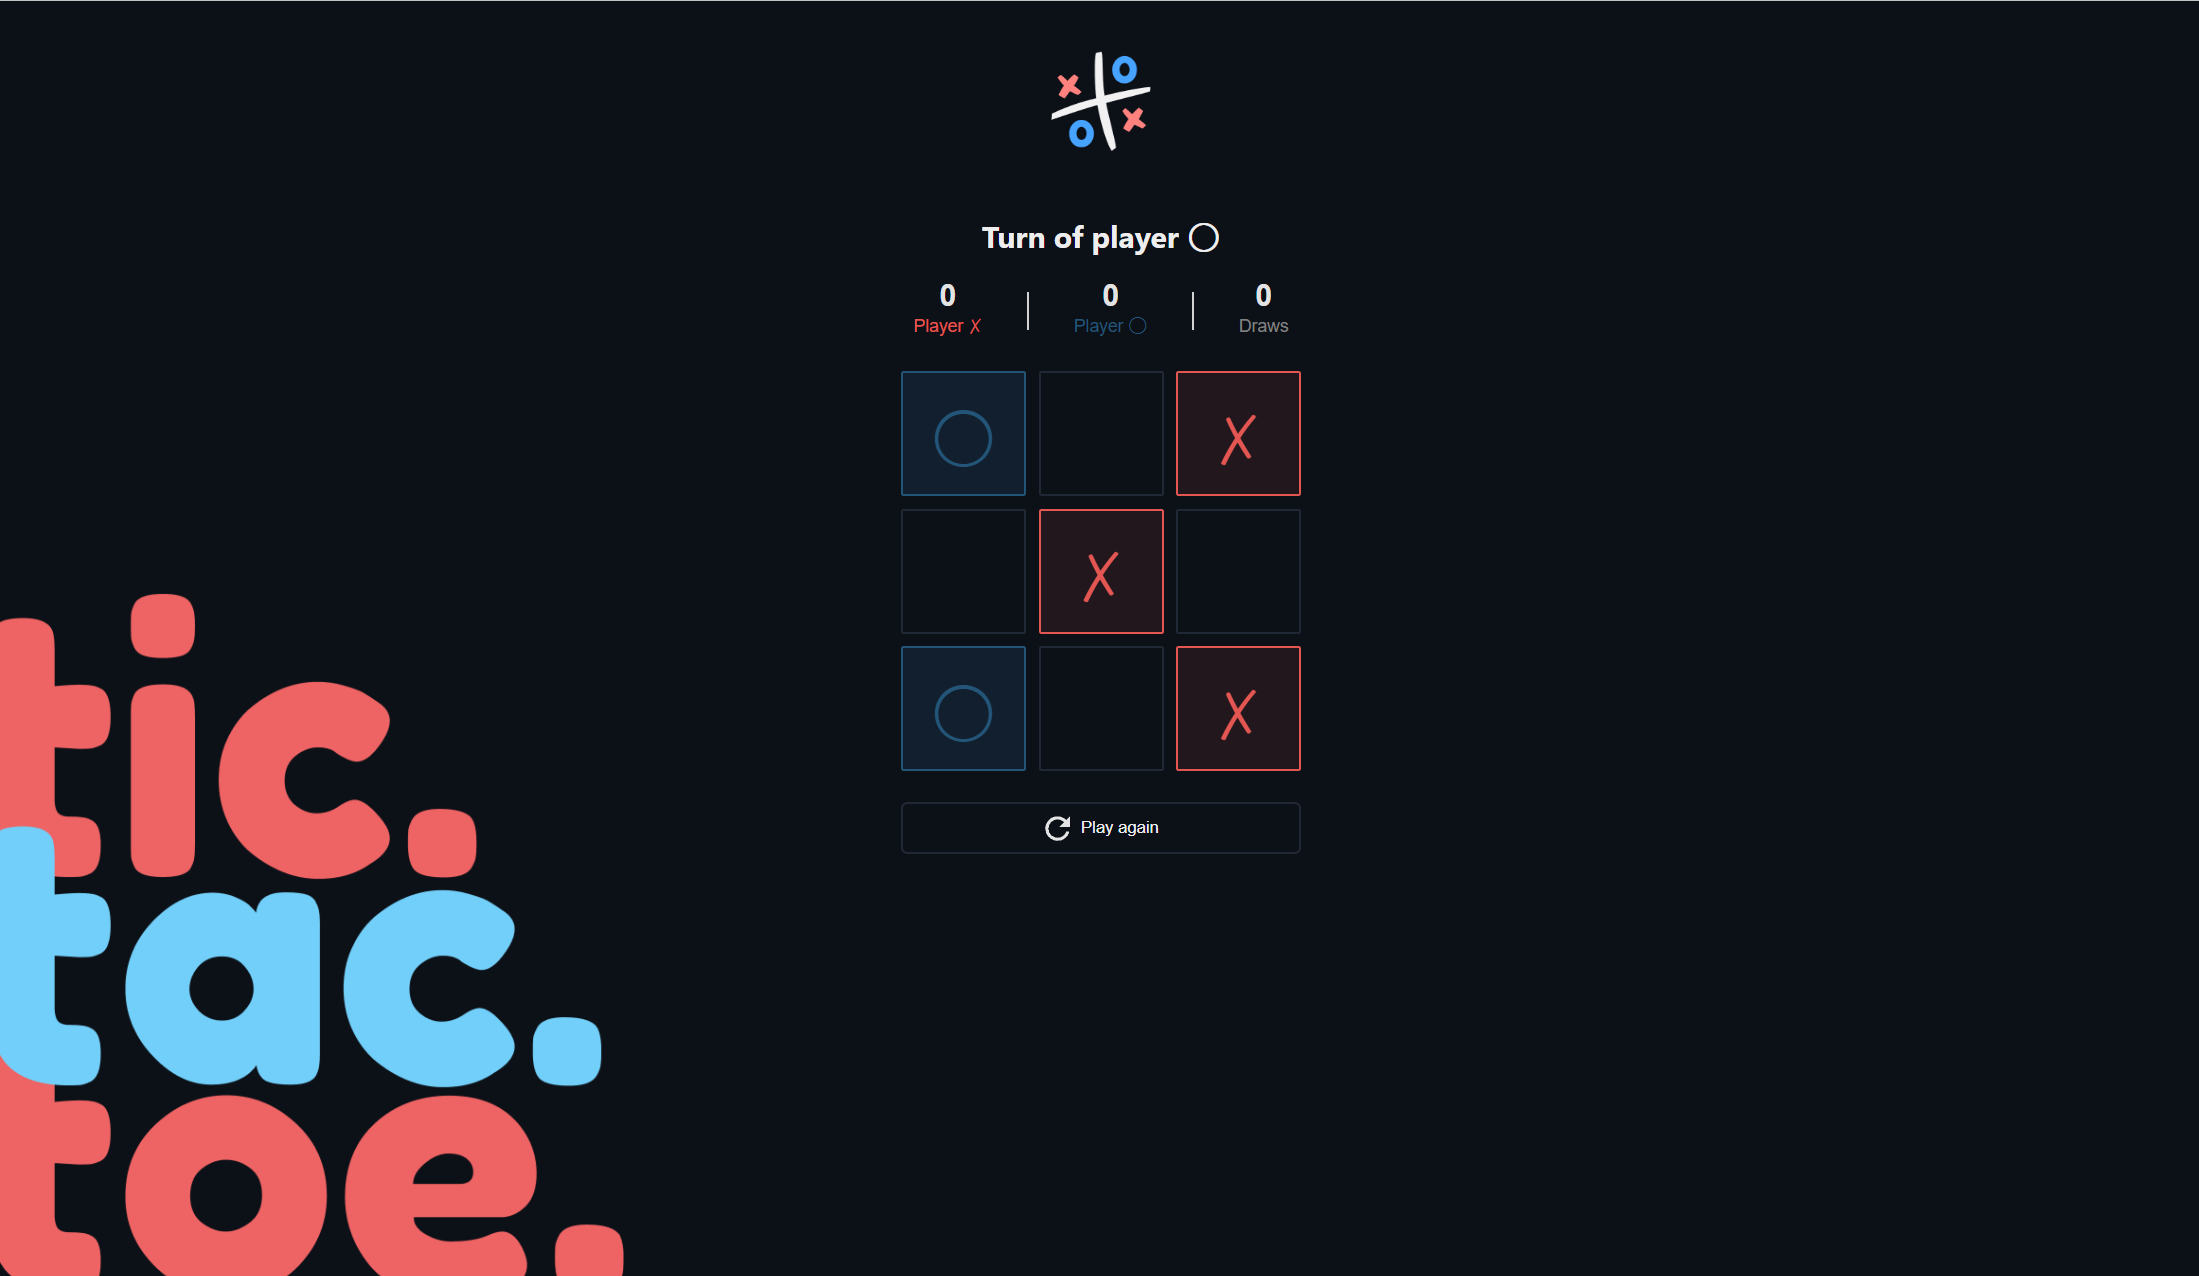 Turn of player ◯
0
Player X
0
Player ◯
0
Draws
◯ X
X
◯ X
Play again
tic.
tac.
toe.